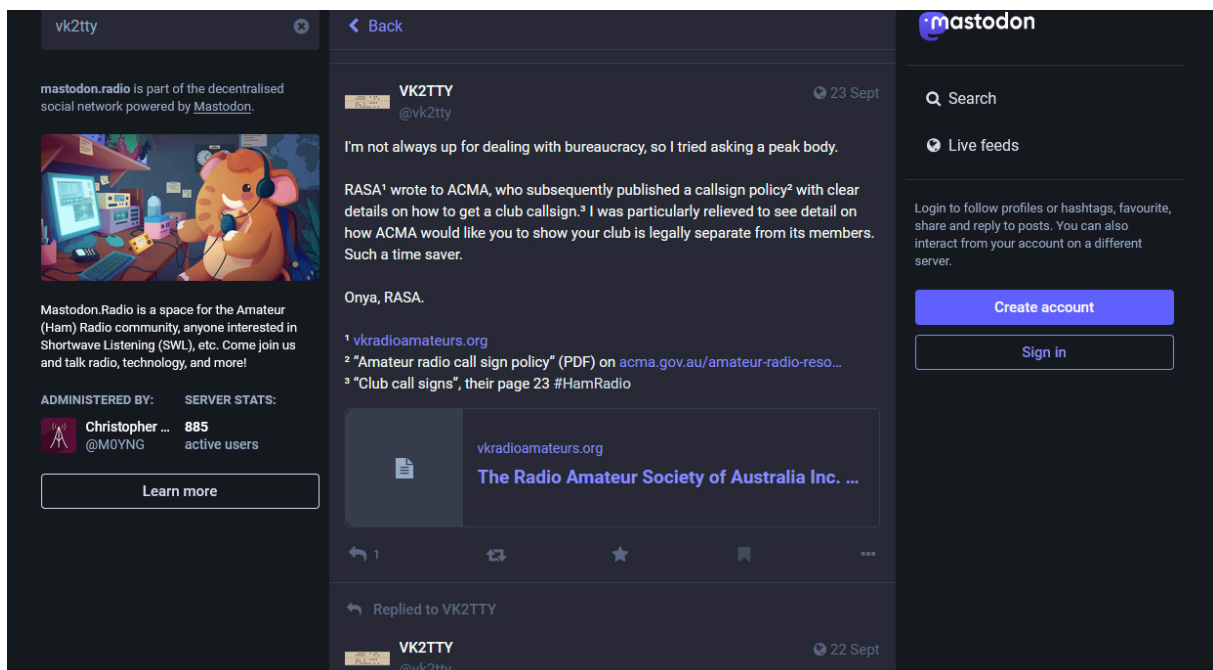 vk2tty
mastodon.radio is part of the decentralised
social network powered by Mastodon.
Mastodon.Radio is a space for the Amateur
(Ham) Radio community, anyone interested in
Shortwave Listening (SWL), etc. Come join us
and talk radio, technology, and more!
ADMINISTERED BY:
SERVER STATS:
Christopher ...
@M0YNG
885
active users
Learn more
Back
VK2TTY
@vk2tty
23 Sept
I'm not always up for dealing with bureaucracy, so I tried asking a peak body.
RASA¹ wrote to ACMA, who subsequently published a callsign policy² with clear
details on how to get a club callsign.³ I was particularly relieved to see detail on
how ACMA would like you to show your club is legally separate from its members.
Such a time saver.
Onya, RASA.
¹ vkradioamateurs.org
² “Amateur radio call sign policy“ (PDF) on acma.gov.au/amateur-radio-reso…
³ “Club call signs”, their page 23 #HamRadio
vkradioamateurs.org
The Radio Amateur Society of Australia Inc. ...
1
Replied to VK2TTY
VK2TTY
@vk2tty
22 Sept
mastodon
Search
Live feeds
Login to follow profiles or hashtags, favourite,
share and reply to posts. You can also
interact from your account on a different
server.
Create account
Sign in